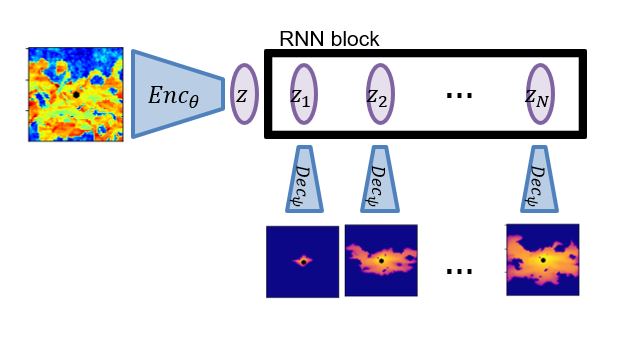 RNN block
Enc_θ
z
z_1
z_2
...
z_N
Dec_ψ
Dec_ψ
Dec_ψ
...